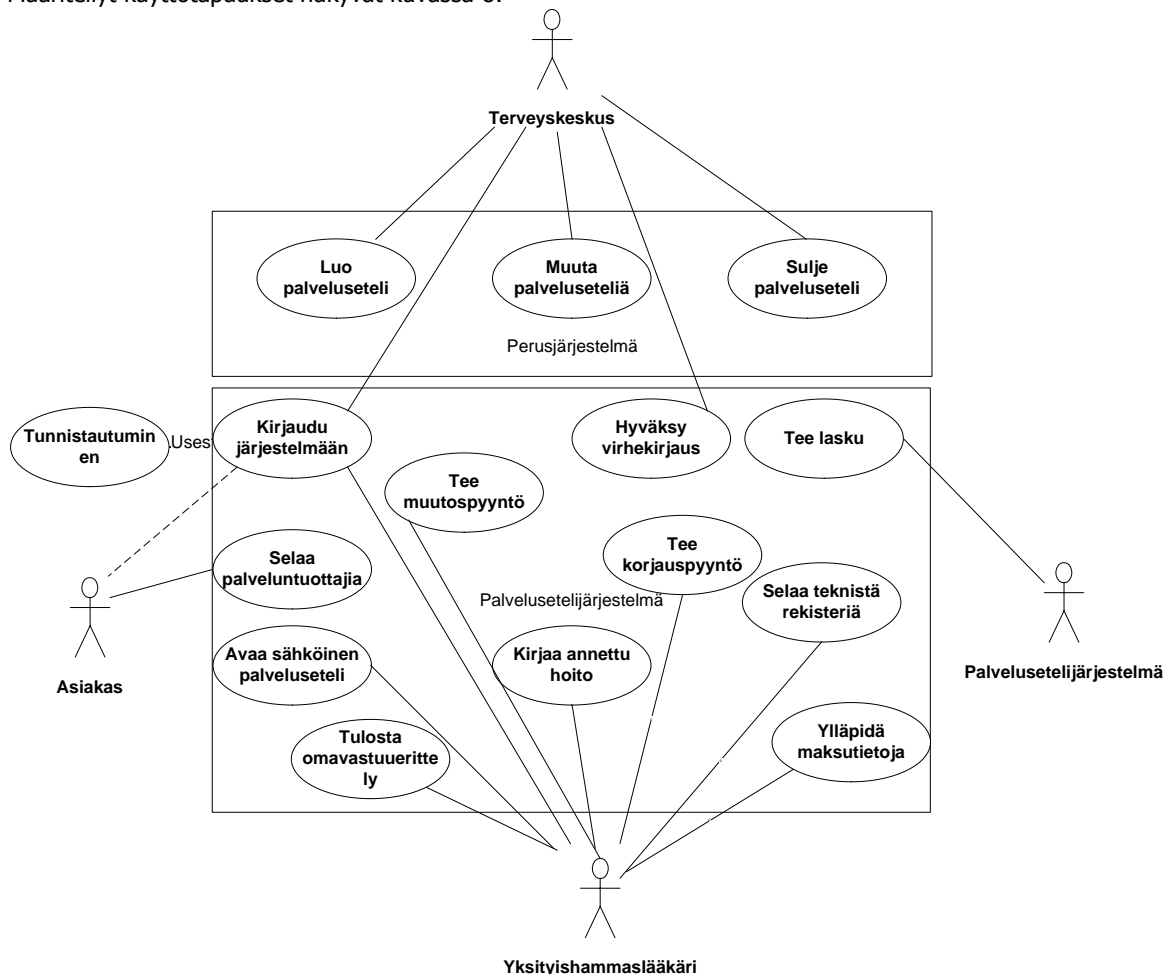 Määritellyt käyttötapaukset näkyvät kuvassa
Terveyskeskus
Luo
palveluseteli
Muuta
palveluseteliä
Sulje
palveluseteli
Perusjärjestelmä
Tunnistautumin
en
Uses
Kirjaudu
järjestelmään
Hyväksy
virhekirjaus
Tee lasku
Tee
muutospyyntö
Tee
korjauspyyntö
Selaa
palveluntuottajia
Selaa teknistä
rekisteriä
Palvelusetelijärjestelmä
Avaa sähköinen
palveluseteli
Kirjaa annettu
hoito
Asiakas
Palvelusetelijärjestelmä
Tulosta
omavastuueritte
ly
Ylläpidä
maksutietoja
Yksityishammaslääkäri